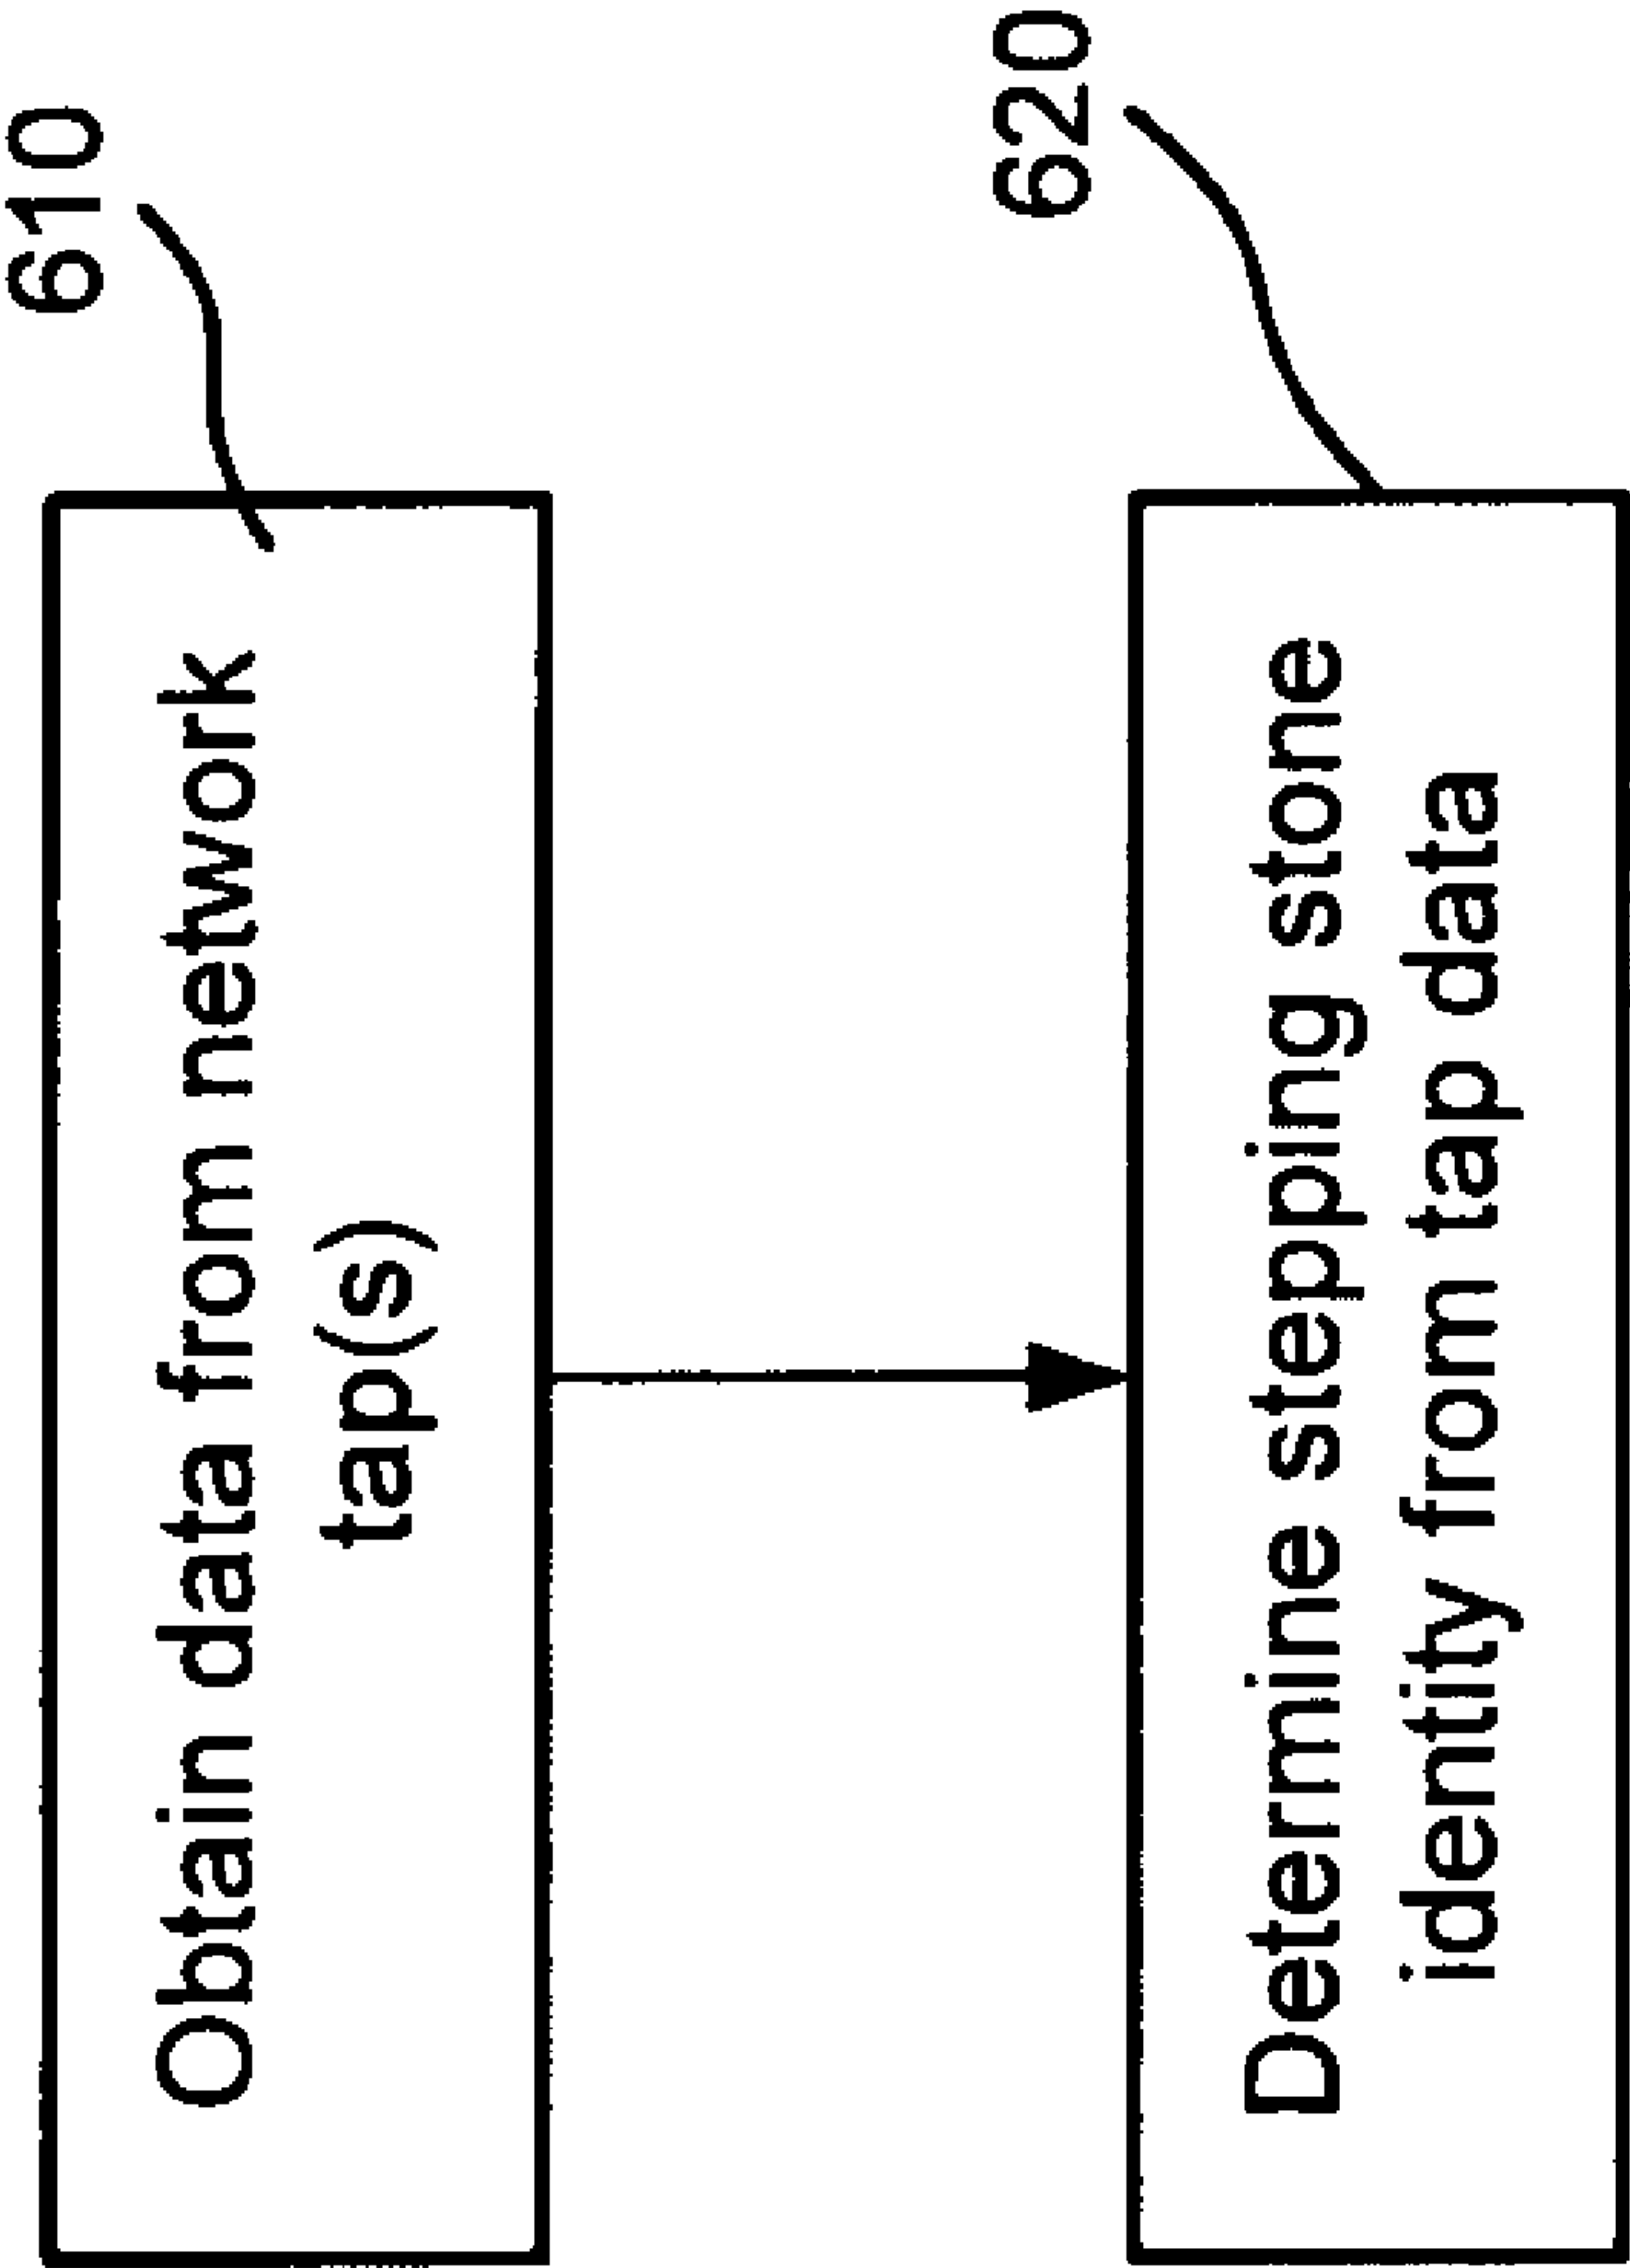 610
Obtain data from network
tap(s)
620
Determine stepping stone
identity from tap data